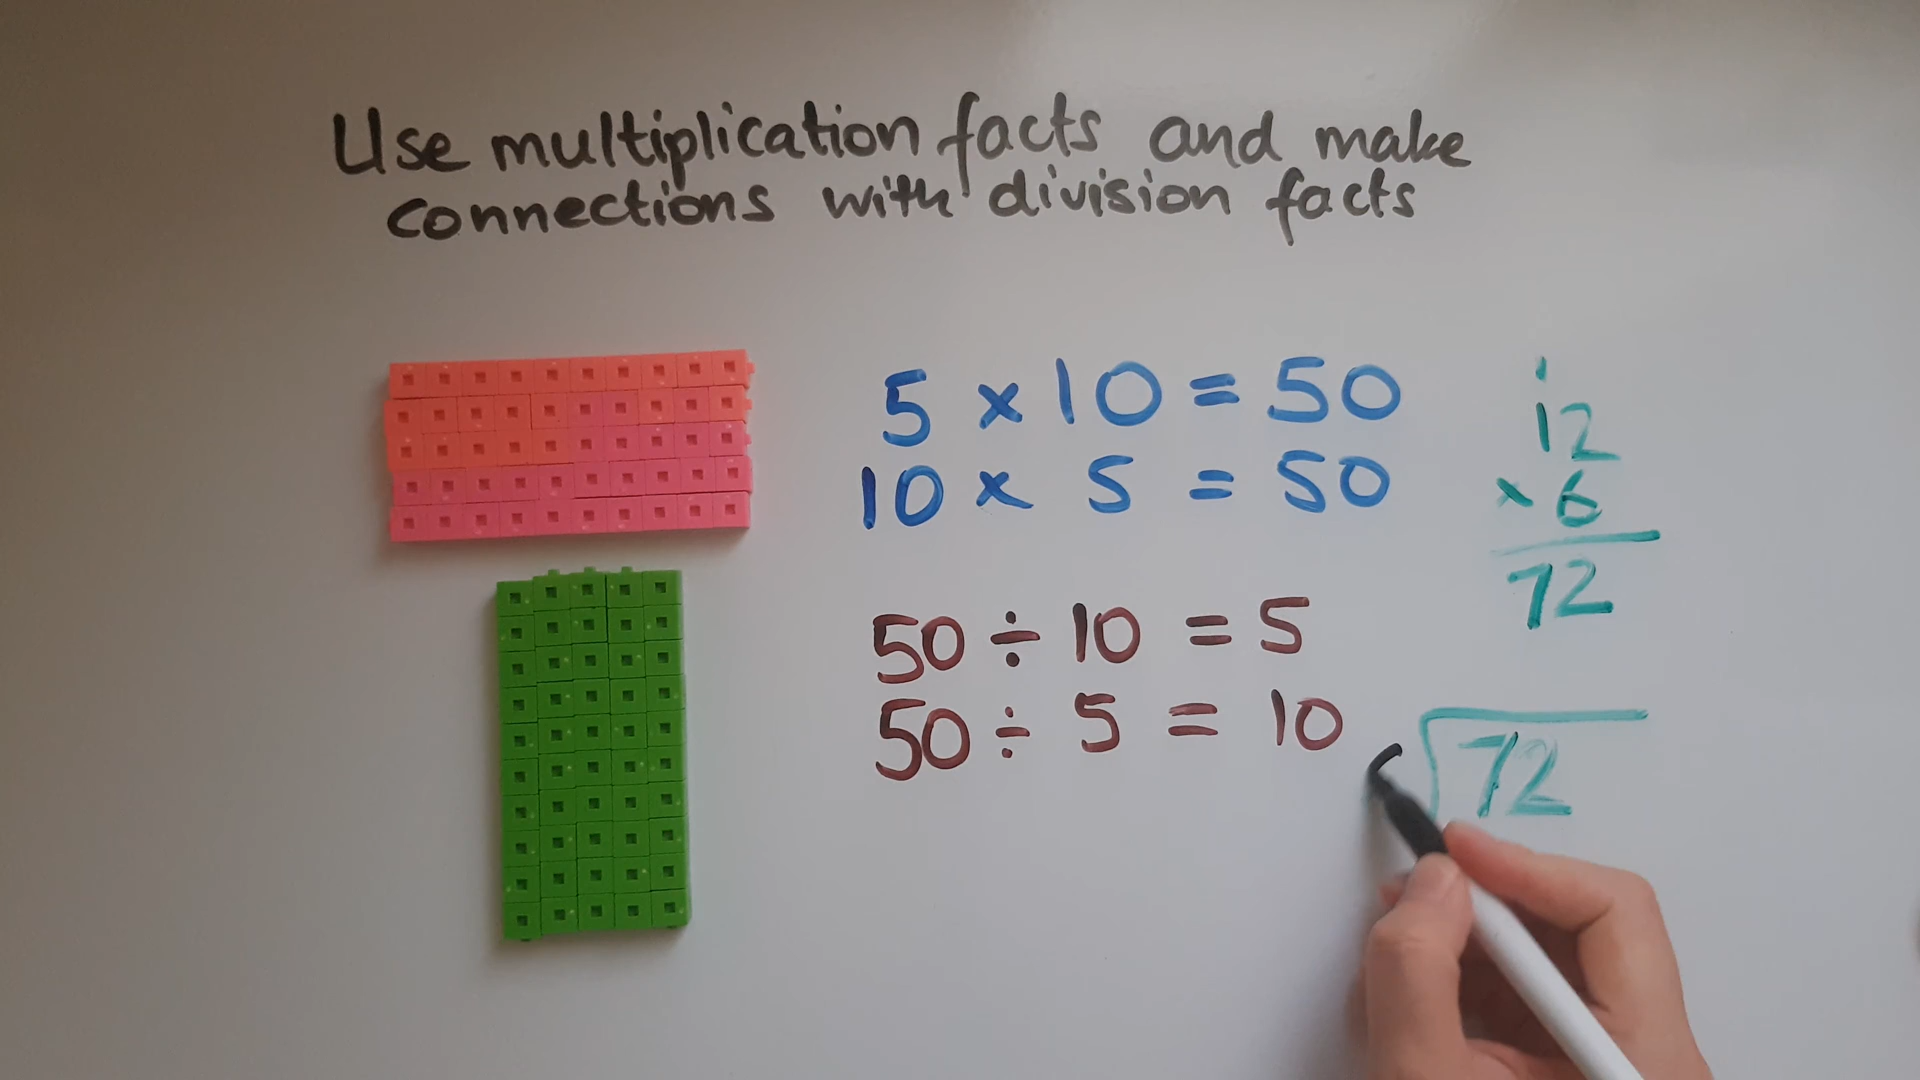 Use multiplication facts and make
connections with division facts
5 × 10 = 50
10 × 5 = 50
50 ÷ 10 = 5
50 ÷ 5 = 10
1
12
× 6
72
72